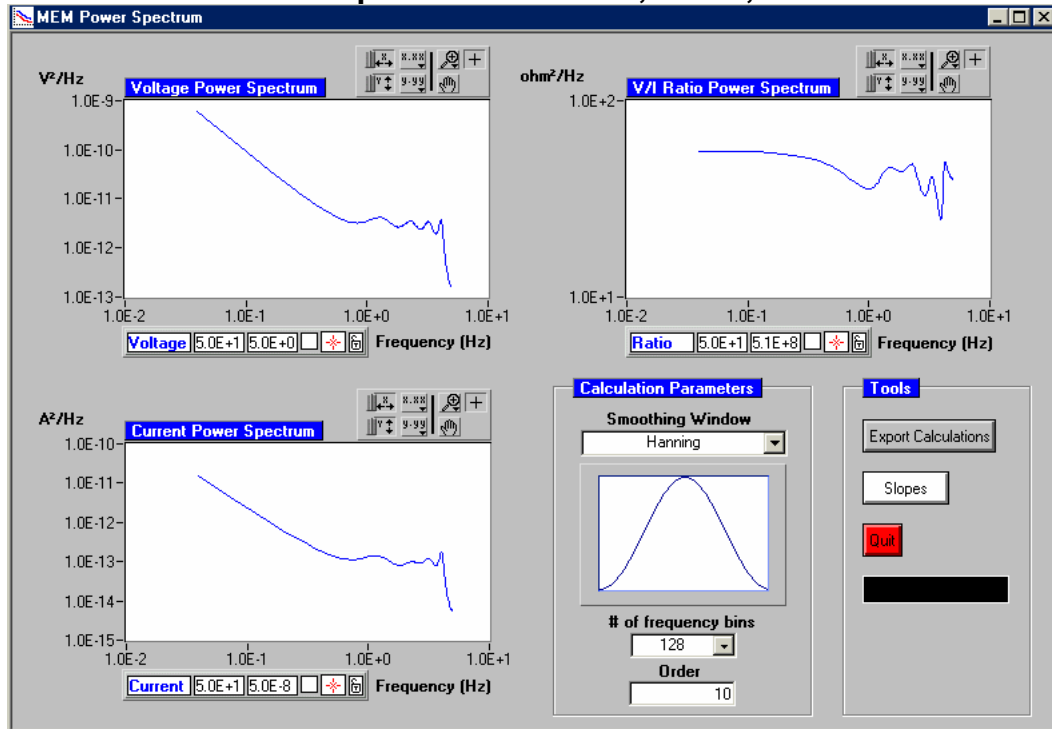 MEM Power Spectrum
V²/Hz
Voltage Power Spectrum
X.XX
Y.YY
1.0E-9
1.0E-10
1.0E-11
1.0E-12
1.0E-13
1.0E-2 1.0E-1 1.0E+0 1.0E+1
Voltage 5.0E+1 5.0E+0 Frequency (Hz)
ohm²/Hz
V/I Ratio Power Spectrum
X.XX
Y.YY
1.0E+2
1.0E+1
1.0E-2 1.0E-1 1.0E+0 1.0E+1
Ratio 5.0E+1 5.1E+8 Frequency (Hz)
A²/Hz
Current Power Spectrum
X.XX
Y.YY
1.0E-10
1.0E-11
1.0E-12
1.0E-13
1.0E-14
1.0E-15
1.0E-2 1.0E-1 1.0E+0 1.0E+1
Current 5.0E+1 5.0E-8 Frequency (Hz)
Calculation Parameters
Smoothing Window
Hanning
# of frequency bins
128
Order
10
Tools
Export Calculations
Slopes
Quit